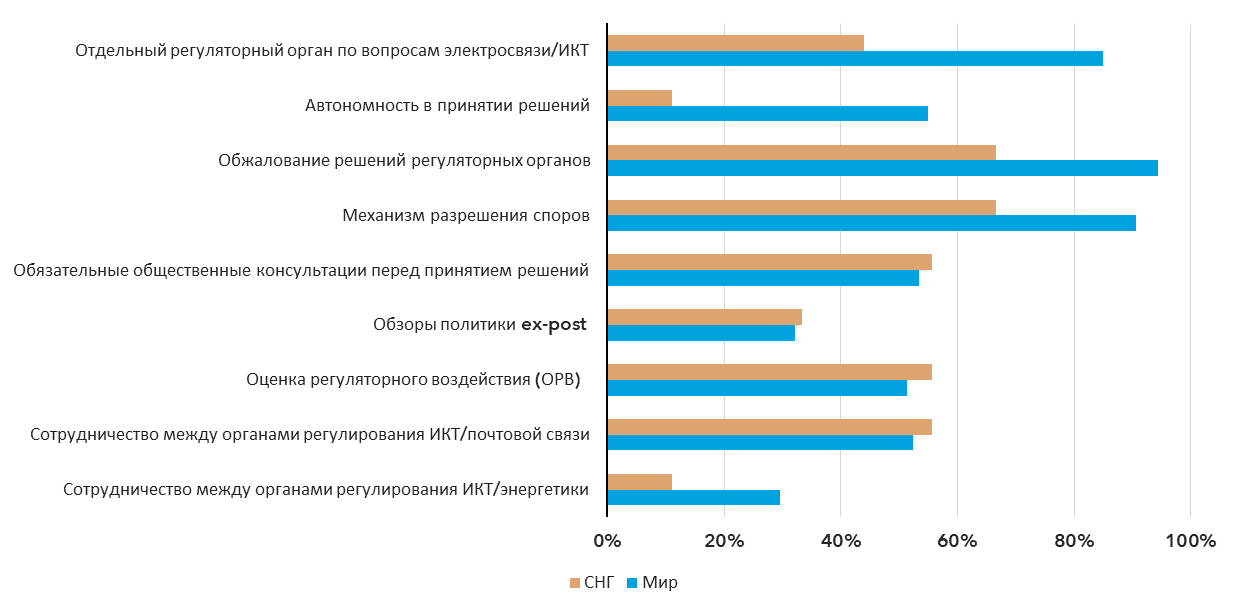 Отдельный регуляторный орган по вопросам электросвязи/ИКТ
Автономность в принятии решений
Обжалование решений регуляторных органов
Механизм разрешения споров
Обязательные общественные консультации перед принятием решений
Обзоры политики ex-post
Оценка регуляторного воздействия (ОРВ)
Сотрудничество между органами регулирования ИКТ/почтовой связи
Сотрудничество между органами регулирования ИКТ/энергетики
0% 20% 40% 60% 80% 100%
СНГ Мир